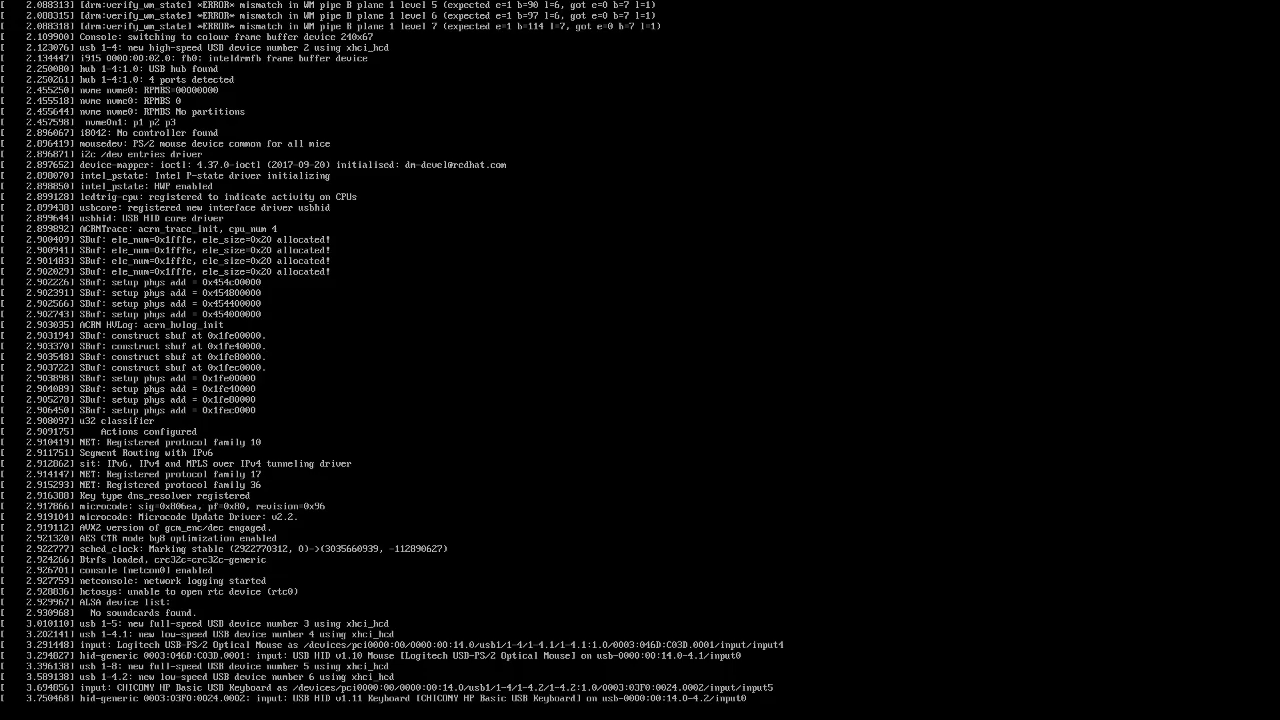 [    2.088313] [drm:verify_wm_state] *ERROR* mismatch in WM pipe B plane 1 level 5 (expected e=1 b=90 l=6, got e=0 b=7 l=1)
[    2.088315] [drm:verify_wm_state] *ERROR* mismatch in WM pipe B plane 1 level 6 (expected e=1 b=97 l=6, got e=0 b=7 l=1)
[    2.088318] [drm:verify_wm_state] *ERROR* mismatch in WM pipe B plane 1 level 7 (expected e=1 b=114 l=7, got e=0 b=7 l=1)
[    2.109900] Console: switching to colour frame buffer device 240x67
[    2.123076] usb 1-4: new high-speed USB device number 2 using xhci_hcd
[    2.134447] i915 0000:00:02.0: fb0: inteldrmfb frame buffer device
[    2.250080] hub 1-4:1.0: USB hub found
[    2.250261] hub 1-4:1.0: 4 ports detected
[    2.455250] nvme nvme0: RPMBS=00000000
[    2.455518] nvme nvme0: RPMBS 0
[    2.455644] nvme nvme0: RPMBS No partitions
[    2.457598]  nvme0n1: p1 p2 p3
[    2.896067] i8042: No controller found
[    2.896419] mousedev: PS/2 mouse device common for all mice
[    2.896871] i2c /dev entries driver
[    2.897652] device-mapper: ioctl: 4.37.0-ioctl (2017-09-20) initialised: dm-devel@redhat.com
[    2.898070] intel_pstate: Intel P-state driver initializing
[    2.898850] intel_pstate: HWP enabled
[    2.899128] ledtrig-cpu: registered to indicate activity on CPUs
[    2.899438] usbcore: registered new interface driver usbhid
[    2.899644] usbhid: USB HID core driver
[    2.899892] ACRNTrace: acrn_trace_init, cpu_num 4
[    2.900409] SBuf: ele_num=0x1fffe, ele_size=0x20 allocated!
[    2.900941] SBuf: ele_num=0x1fffe, ele_size=0x20 allocated!
[    2.901483] SBuf: ele_num=0x1fffe, ele_size=0x20 allocated!
[    2.902029] SBuf: ele_num=0x1fffe, ele_size=0x20 allocated!
[    2.902226] SBuf: setup phys add = 0x454c00000
[    2.902391] SBuf: setup phys add = 0x454800000
[    2.902566] SBuf: setup phys add = 0x454400000
[    2.902743] SBuf: setup phys add = 0x454000000
[    2.903035] ACRN HVLog: acrn_hvlog_init
[    2.903194] SBuf: construct sbuf at 0x1fe00000.
[    2.903370] SBuf: construct sbuf at 0x1fe40000.
[    2.903548] SBuf: construct sbuf at 0x1fe80000.
[    2.903722] SBuf: construct sbuf at 0x1fec0000.
[    2.903898] SBuf: setup phys add = 0x1fe00000
[    2.904089] SBuf: setup phys add = 0x1fe40000
[    2.905278] SBuf: setup phys add = 0x1fe80000
[    2.906450] SBuf: setup phys add = 0x1fec0000
[    2.908097] u32 classifier
[    2.909175]     Actions configured
[    2.910419] NET: Registered protocol family 10
[    2.911751] Segment Routing with IPv6
[    2.912862] sit: IPv6, IPv4 and MPLS over IPv4 tunneling driver
[    2.914147] NET: Registered protocol family 17
[    2.915293] NET: Registered protocol family 36
[    2.916388] Key type dns_resolver registered
[    2.917866] microcode: sig=0x806ea, pf=0x80, revision=0x96
[    2.919104] microcode: Microcode Update Driver: v2.2.
[    2.919112] AVX2 version of gcm_enc/dec engaged.
[    2.921320] AES CTR mode by8 optimization enabled
[    2.922777] sched_clock: Marking stable (2922770312, 0)->(3035660939, -112890627)
[    2.924266] Btrfs loaded, crc32c=crc32c-generic
[    2.926701] console [netcon0] enabled
[    2.927759] netconsole: network logging started
[    2.928836] hctosys: unable to open rtc device (rtc0)
[    2.929967] ALSA device list:
[    2.930968]   No soundcards found.
[    3.010110] usb 1-5: new full-speed USB device number 3 using xhci_hcd
[    3.202141] usb 1-4.1: new low-speed USB device number 4 using xhci_hcd
[    3.291448] input: Logitech USB-PS/2 Optical Mouse as /devices/pci0000:00/0000:00:14.0/usb1/1-4/1-4.1/1-4.1:1.0/0003:046D:C03D.0001/input/input4
[    3.294827] hid-generic 0003:046D:C03D.0001: input: USB HID v1.10 Mouse [Logitech USB-PS/2 Optical Mouse] on usb-0000:00:14.0-4.1/input0
[    3.396138] usb 1-8: new full-speed USB device number 5 using xhci_hcd
[    3.589138] usb 1-4.2: new low-speed USB device number 6 using xhci_hcd
[    3.694856] input: CHICONY HP Basic USB Keyboard as /devices/pci0000:00/0000:00:14.0/usb1/1-4/1-4.2/1-4.2:1.0/0003:03F0:0024.0002/input/input5
[    3.750468] hid-generic 0003:03F0:0024.0002: input: USB HID v1.11 Keyboard [CHICONY HP Basic USB Keyboard] on usb-0000:00:14.0-4.2/input0